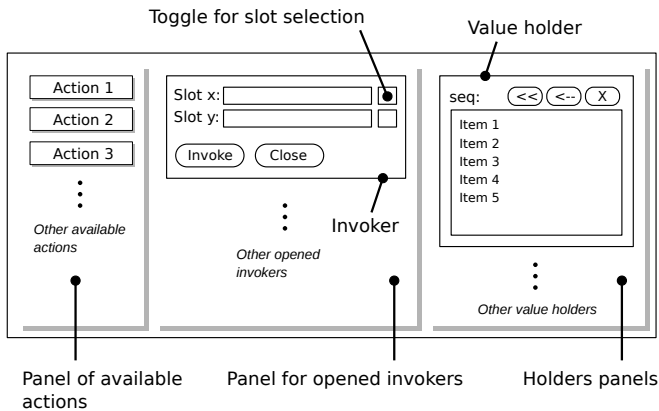 Toggle for slot selection
Value holder
Action 1
Action 2
Action 3
Other available
actions
Slot x:
Slot y:
Invoke
Close
Invoker
Other opened
invokers
seq:
<<
<--
X
Item 1
Item 2
Item 3
Item 4
Item 5
Other value holders
Panel of available
actions
Panel for opened invokers
Holders panels